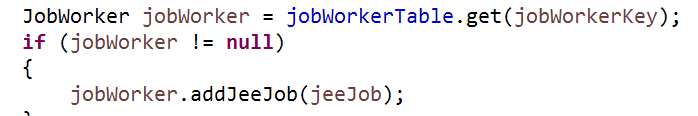 JobWorker jobWorker = jobWorkerTable.get(jobWorkerKey);
if (jobWorker != null)
{
    jobWorker.addJeeJob(jeeJob);